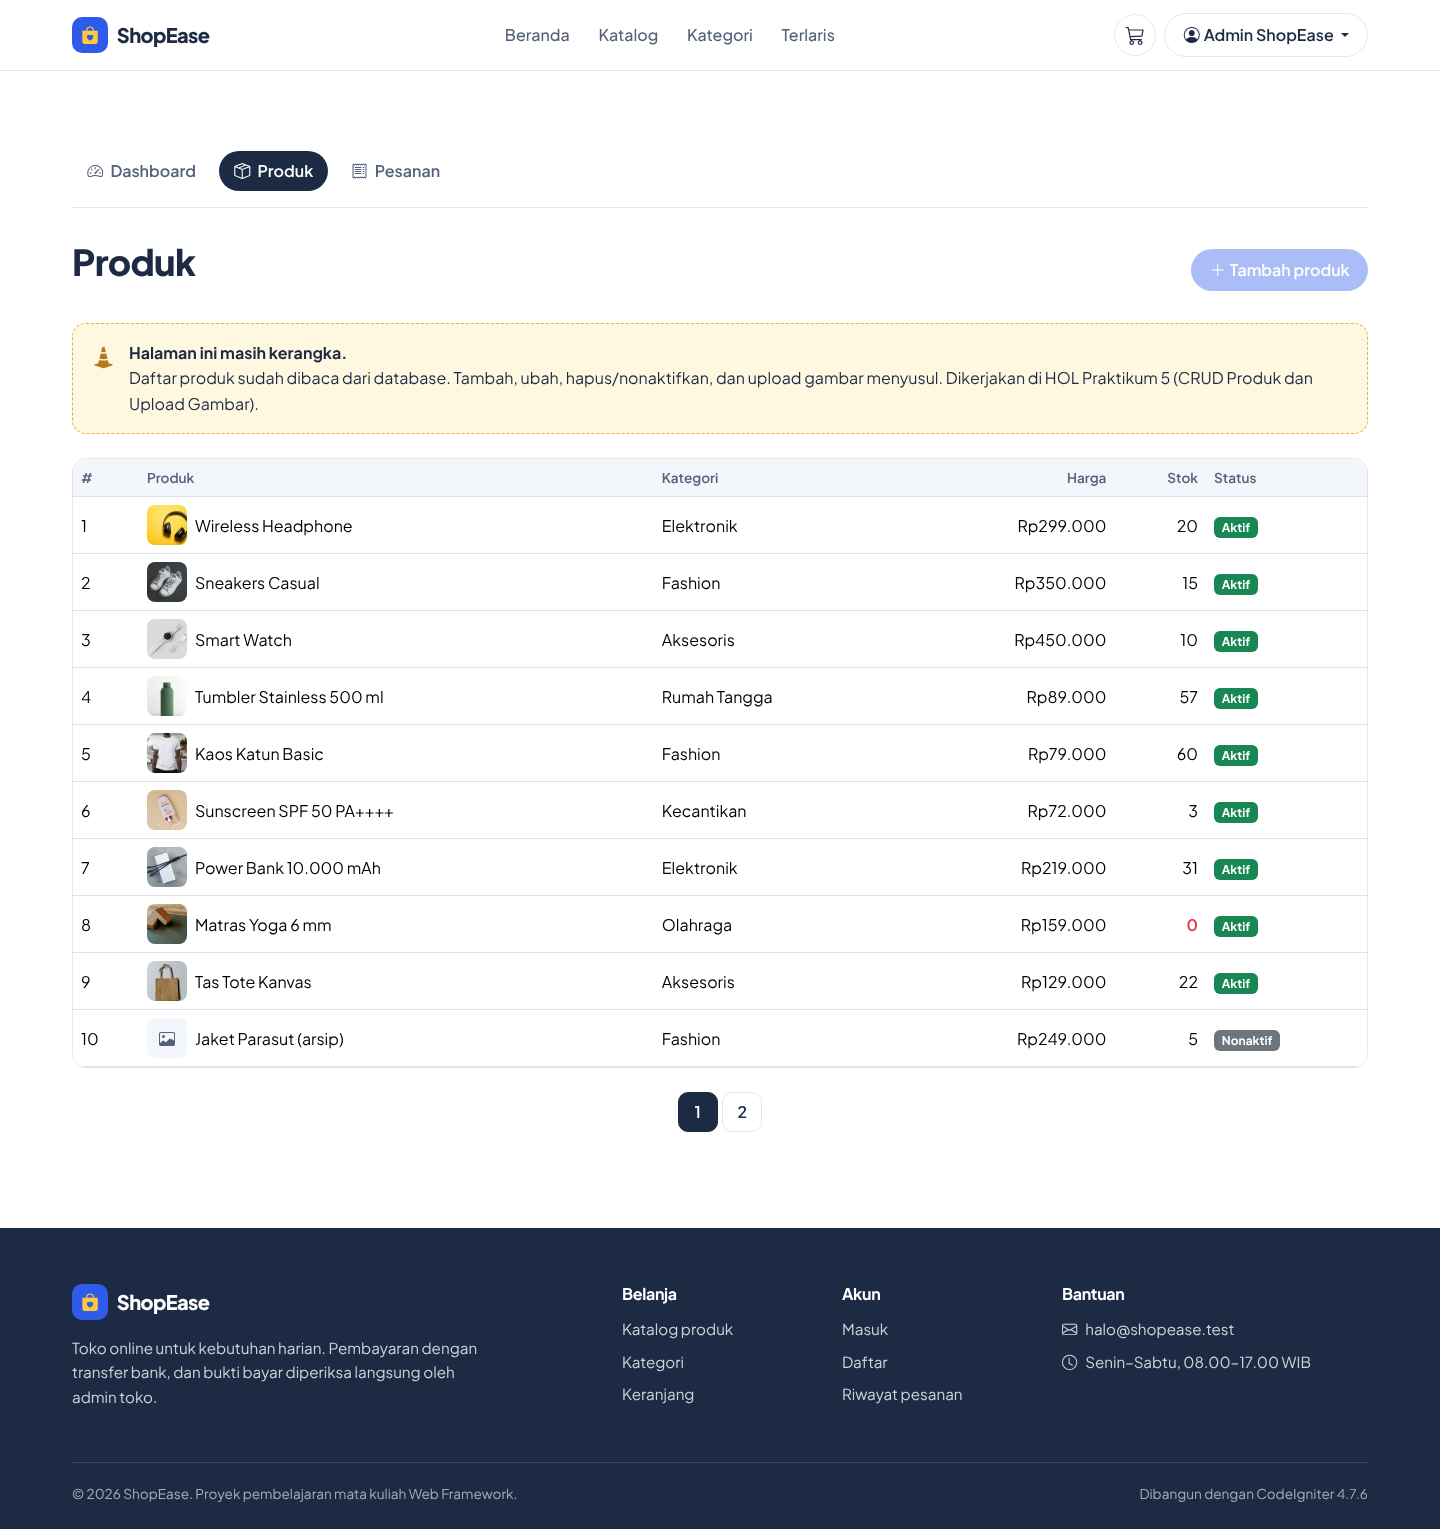 ShopEase
Beranda Katalog Kategori Terlaris
Admin ShopEase
Dashboard Produk Pesanan
Produk
Tambah produk
Halaman ini masih kerangka.
Daftar produk sudah dibaca dari database. Tambah, ubah, hapus/nonaktifkan, dan upload gambar menyusul. Dikerjakan di HOL Praktikum 5 (CRUD Produk dan
Upload Gambar).
# Produk Kategori Harga Stok Status
1 Wireless Headphone Elektronik Rp299.000 20 Aktif
2 Sneakers Casual Fashion Rp350.000 15 Aktif
3 Smart Watch Aksesoris Rp450.000 10 Aktif
4 Tumbler Stainless 500 ml Rumah Tangga Rp89.000 57 Aktif
5 Kaos Katun Basic Fashion Rp79.000 60 Aktif
6 Sunscreen SPF 50 PA++++ Kecantikan Rp72.000 3 Aktif
7 Power Bank 10.000 mAh Elektronik Rp219.000 31 Aktif
8 Matras Yoga 6 mm Olahraga Rp159.000 0 Aktif
9 Tas Tote Kanvas Aksesoris Rp129.000 22 Aktif
10 Jaket Parasut (arsip) Fashion Rp249.000 5 Nonaktif
1 2
ShopEase
Toko online untuk kebutuhan harian. Pembayaran dengan
transfer bank, dan bukti bayar diperiksa langsung oleh
admin toko.
Belanja
Katalog produk
Kategori
Keranjang
Akun
Masuk
Daftar
Riwayat pesanan
Bantuan
halo@shopease.test
Senin–Sabtu, 08.00–17.00 WIB
© 2026 ShopEase. Proyek pembelajaran mata kuliah Web Framework.
Dibangun dengan CodeIgniter 4.7.6